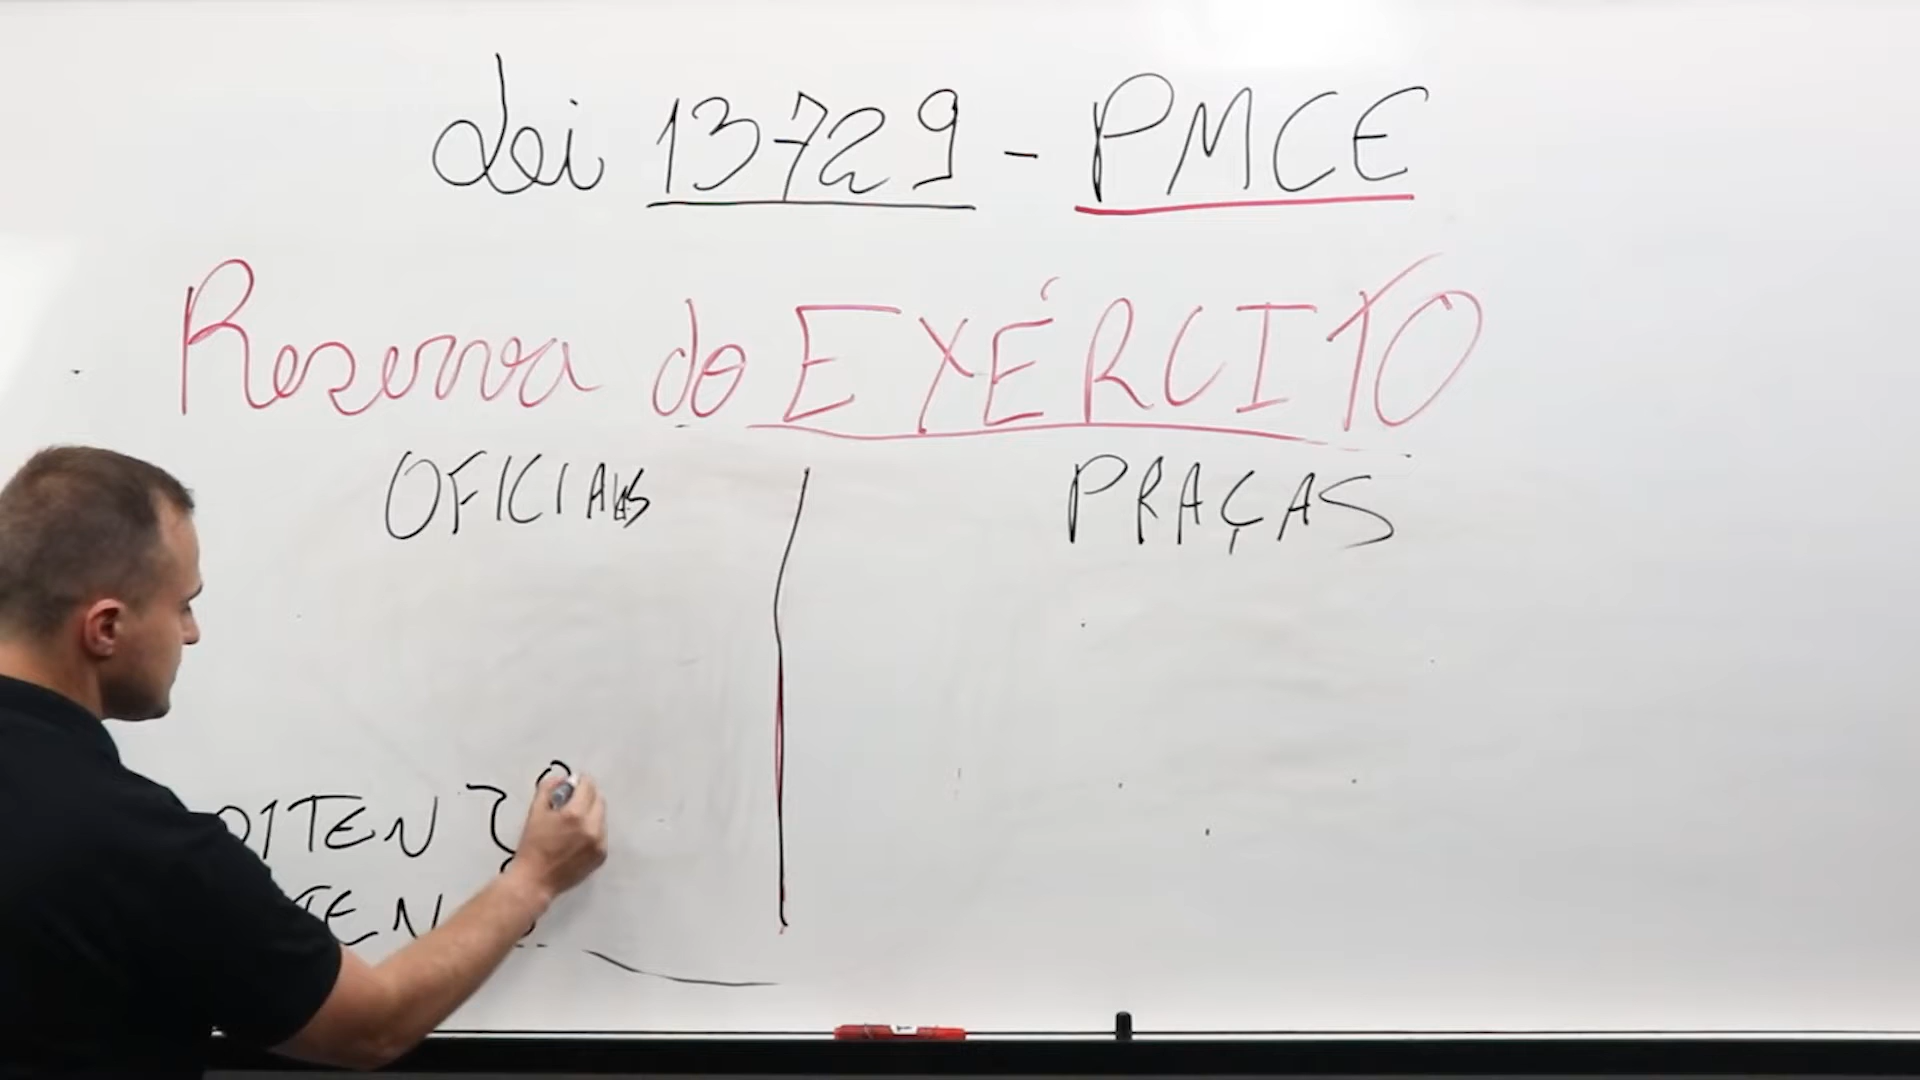 Lei 13729 - PMCE
Reserva do EXÉRCITO
OFICIAIS PRAÇAS
1TEN
TEN